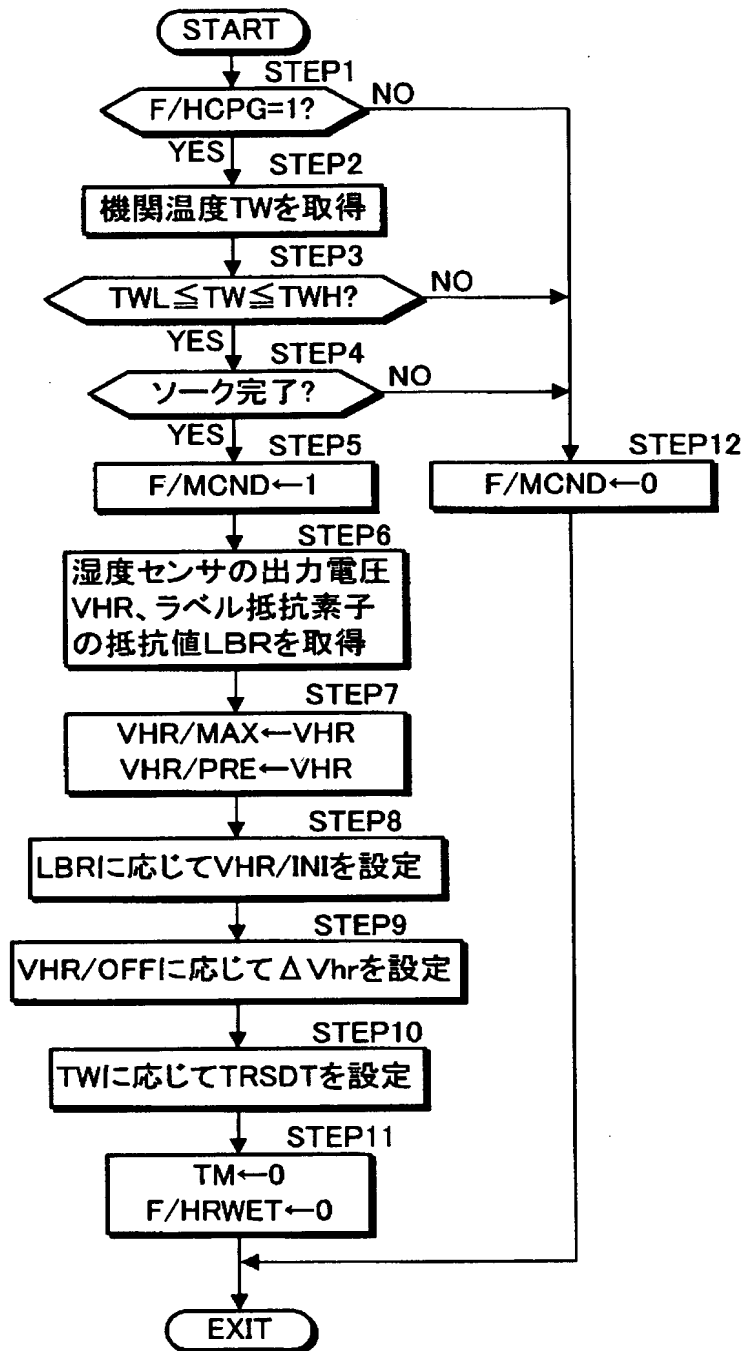 START
STEP1
F/HCPG=1?
NO
YES
STEP2
機関温度TWを取得
STEP3
TWL≦TW≦TWH?
NO
YES
STEP4
ソーク完了?
NO
YES
STEP5
F/MCND←1
STEP12
F/MCND←0
STEP6
湿度センサの出力電圧
VHR、ラベル抵抗素子
の抵抗値LBRを取得
STEP7
VHR/MAX←VHR
VHR/PRE←VHR
STEP8
LBRに応じてVHR/INIを設定
STEP9
VHR/OFFに応じてΔVhrを設定
STEP10
TWに応じてTRSDTを設定
STEP11
TM←0
F/HRWET←0
EXIT